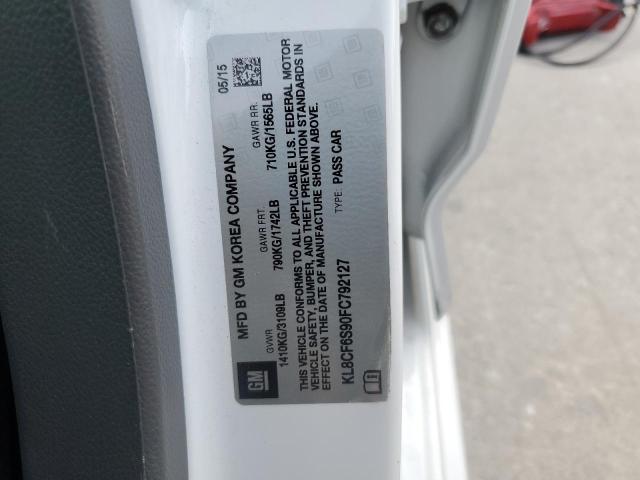 05/15
MFD BY GM KOREA COMPANY
GVWR GAWR FRT. GAWR RR.
1410KG/3109LB 790KG/1742LB 710KG/1565LB
THIS VEHICLE CONFORMS TO ALL APPLICABLE U.S. FEDERAL MOTOR
VEHICLE SAFETY, BUMPER, AND THEFT PREVENTION STANDARDS IN
EFFECT ON THE DATE OF MANUFACTURE SHOWN ABOVE.
TYPE: PASS CAR
KL8CF6S90FC792127
GM